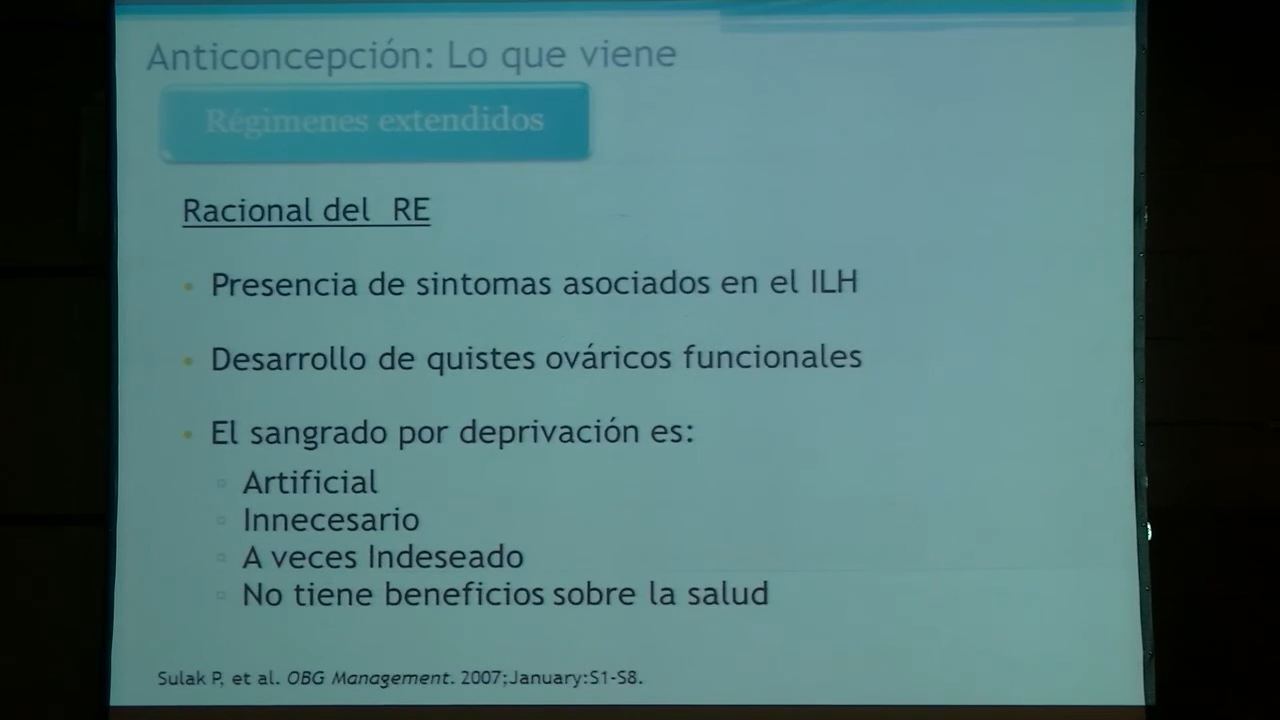 Anticoncepción: Lo que viene
Régimenes extendidos
Racional del RE
• Presencia de sintomas asociados en el ILH
• Desarrollo de quistes ováricos funcionales
• El sangrado por deprivación es:
▫ Artificial
▫ Innecesario
▫ A veces Indeseado
▫ No tiene beneficios sobre la salud
Sulak P, et al. OBG Management. 2007;January:S1-S8.